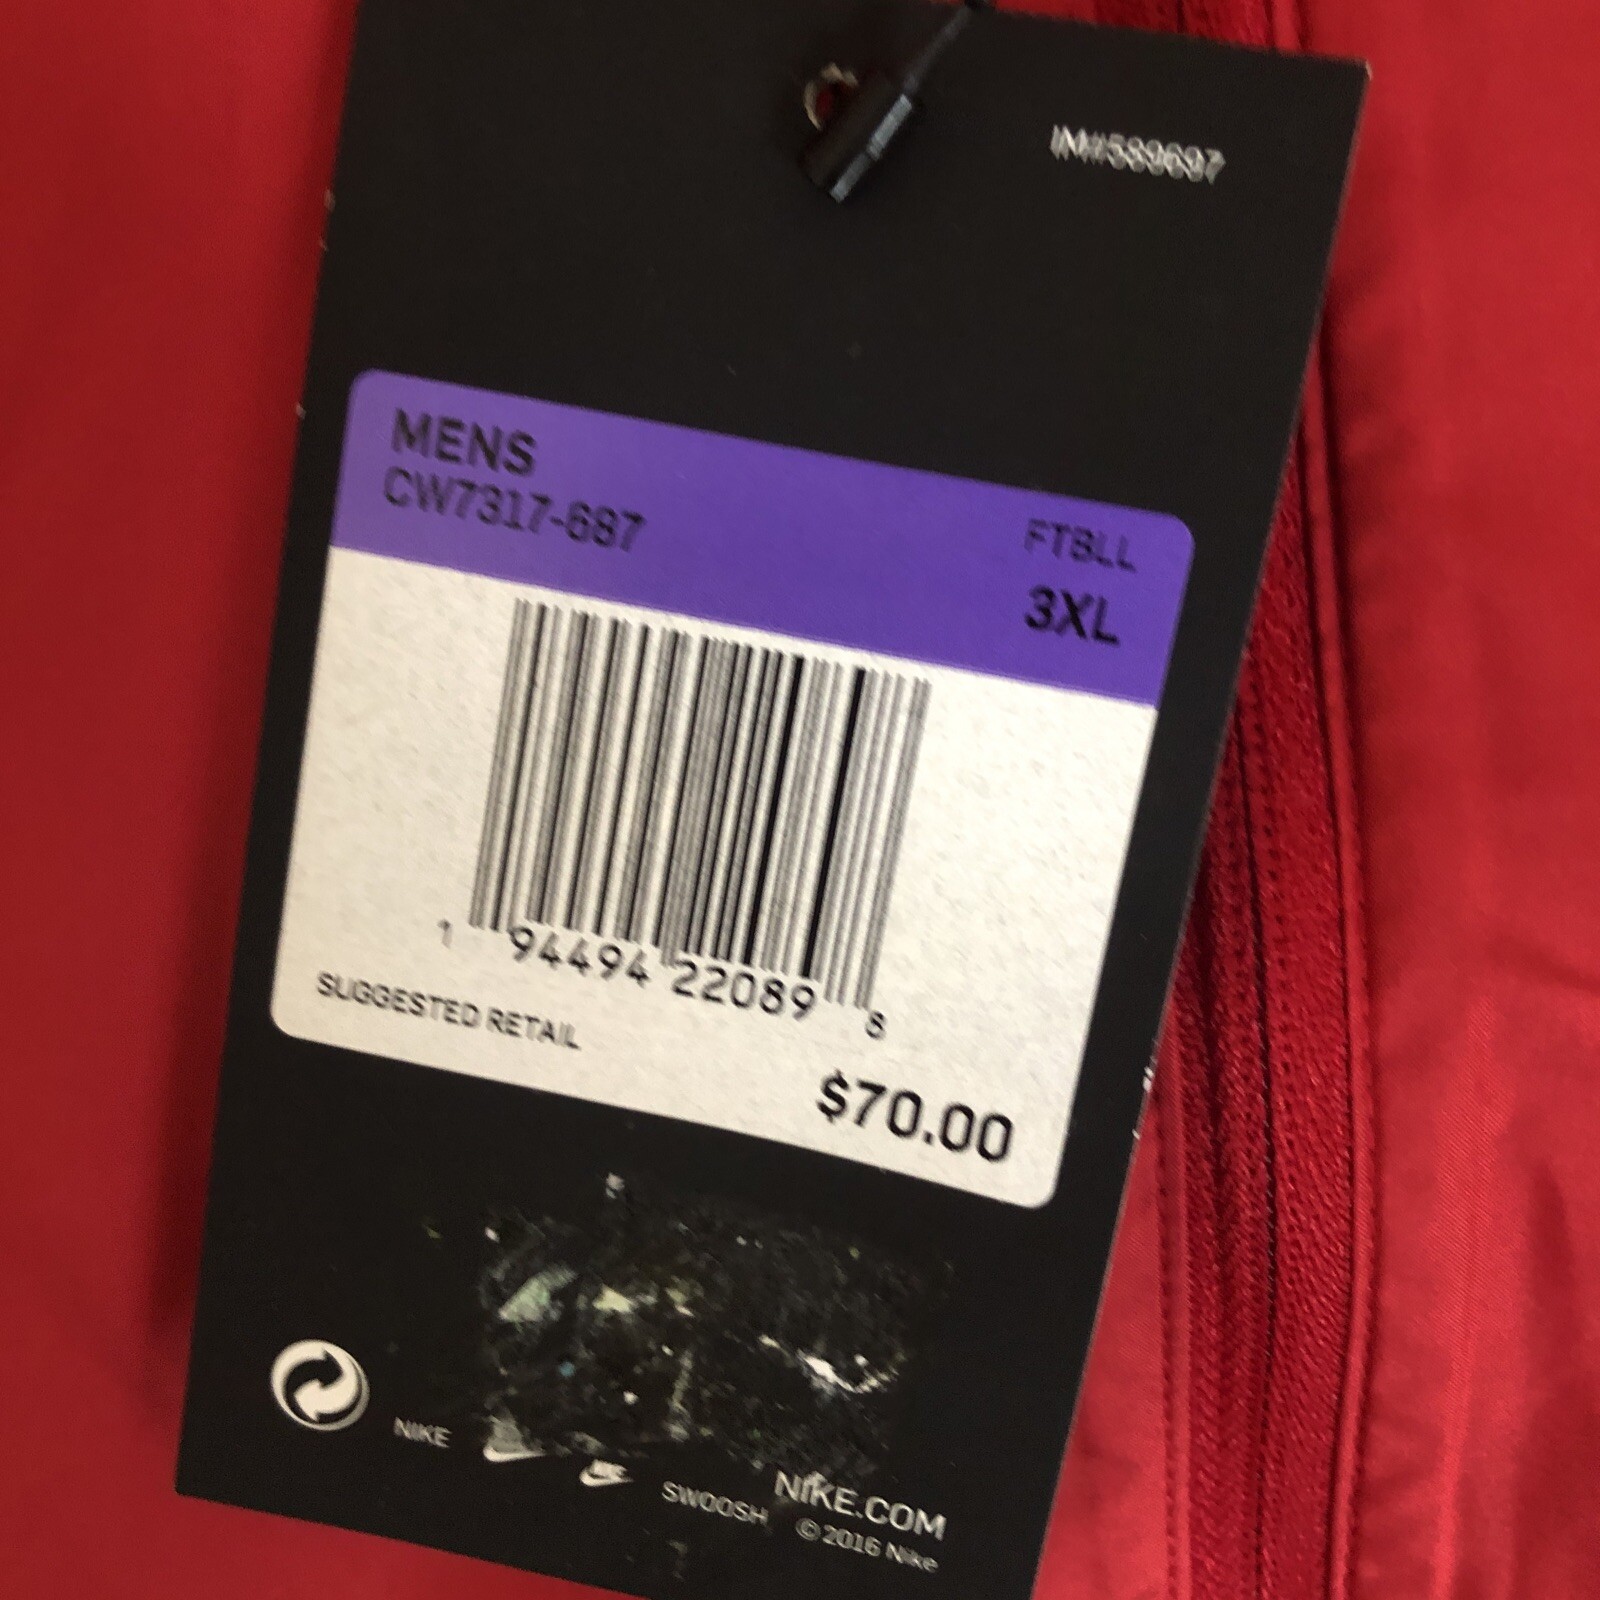 IM#589697
MENS
CW7317-687
FTBLL
3XL
1 94494 22089 8
SUGGESTED RETAIL
$70.00
NIKE
SWOOSH
NIKE.COM
© 2016 Nike